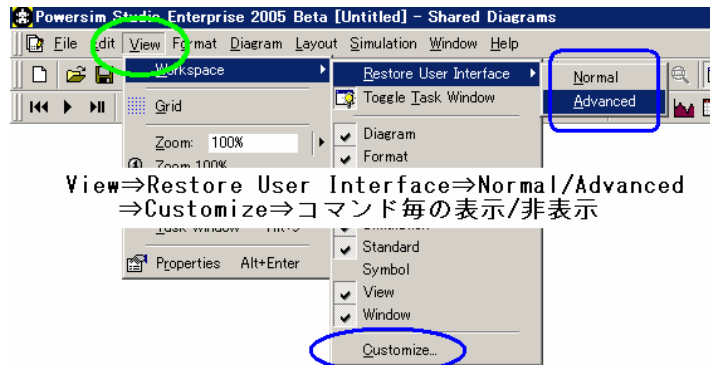 Powersim Studio Enterprise 2005 Beta [Untitled] - Shared Diagrams
File Edit View Format Diagram Layout Simulation Window Help
Workspace
Restore User Interface
Normal
Toggle Task Window
Advanced
Grid
Zoom: 100%
Diagram
Zoom 100%
Format
View⇒Restore User Interface⇒Normal/Advanced
⇒Customize⇒コマンド毎の表示/非表示
Standard
Properties Alt+Enter
Symbol
View
Window
Customize...